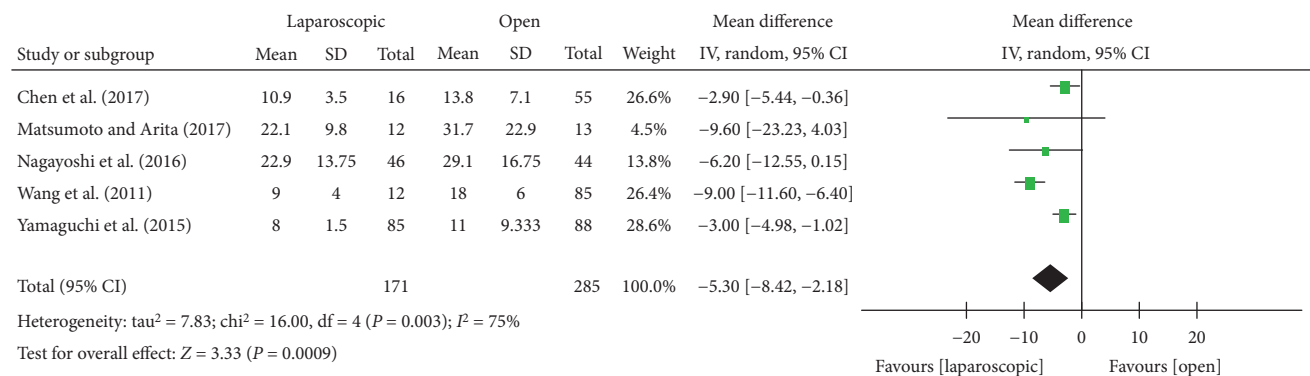 Laparoscopic Open Mean difference Mean difference
Study or subgroup Mean SD Total Mean SD Total Weight IV, random, 95% CI IV, random, 95% CI
Chen et al. (2017) 10.9 3.5 16 13.8 7.1 55 26.6% −2.90 [−5.44, −0.36]
Matsumoto and Arita (2017) 22.1 9.8 12 31.7 22.9 13 4.5% −9.60 [−23.23, 4.03]
Nagayoshi et al. (2016) 22.9 13.75 46 29.1 16.75 44 13.8% −6.20 [−12.55, 0.15]
Wang et al. (2011) 9 4 12 18 6 85 26.4% −9.00 [−11.60, −6.40]
Yamaguchi et al. (2015) 8 1.5 85 11 9.333 88 28.6% −3.00 [−4.98, −1.02]
Total (95% CI) 171 285 100.0% −5.30 [−8.42, −2.18]
Heterogeneity: tau² = 7.83; chi² = 16.00, df = 4 (P = 0.003); I² = 75%
Test for overall effect: Z = 3.33 (P = 0.0009)
−20 −10 0 10 20
Favours [laparoscopic] Favours [open]